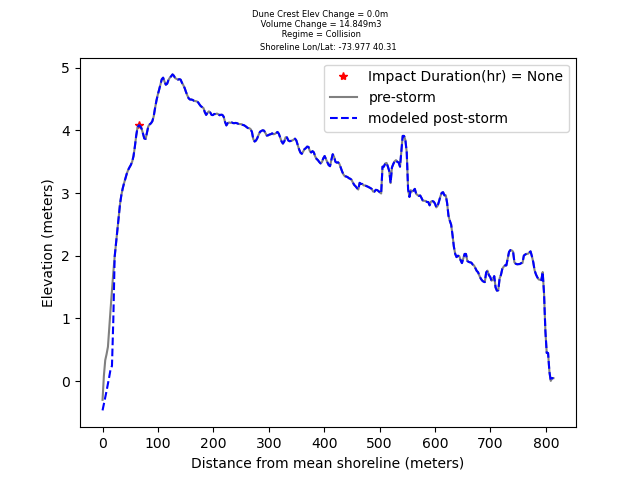 Dune Crest Elev Change = 0.0m
Volume Change = 14.849m3
Regime = Collision
Shoreline Lon/Lat: -73.977 40.31
Impact Duration(hr) = None
pre-storm
modeled post-storm
Elevation (meters)
5
4
3
2
1
0
0 100 200 300 400 500 600 700 800
Distance from mean shoreline (meters)